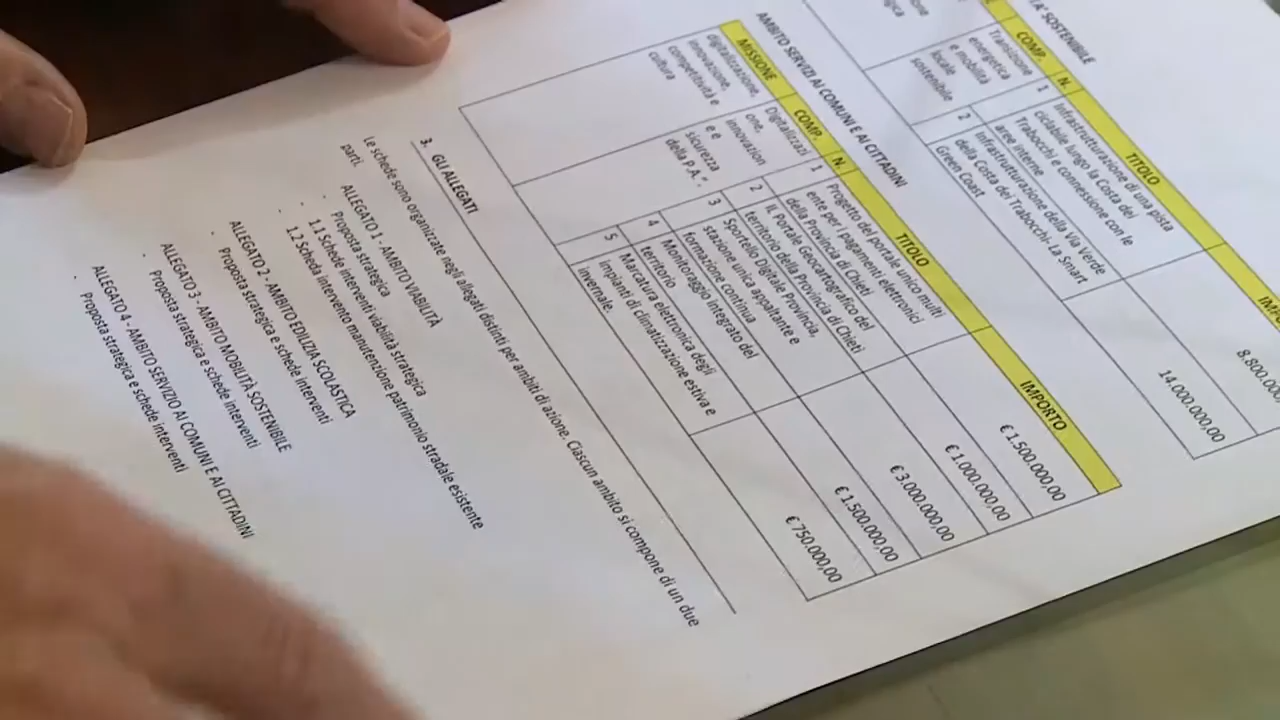 A' SOSTENIBILE
COMP. N. TITOLO IMPO
Transizione
energetica
e mobilità
locale
sostenibile
1 Infrastrutturazione di una pista
ciclabile lungo la Costa dei
Trabocchi e connessione con le
aree interne
8.800.00
2 Infrastrutturazione della Via Verde
della Costa dei Trabocchi- La Smart
Green Coast
14.000.000,00
AMBITO SERVIZI AI COMUNI E AI CITTADINI
MISSIONE COMP. N. TITOLO IMPORTO
digitalizzazione,
innovazione,
competitività e
cultura
Digitalizzazi
one,
innovation
e e
sicurezza
della P.A".
1 Progetto del portale unico multi
ente per i pagamenti elettronici
della Provincia di Chieti
€ 1.500.000,00
2 Il Portale Geocartografico del
territorio della Provincia di Chieti
€ 1.000.000,00
3 Sportello Digitale Provincia,
stazione unica appaltante e
formazione continua
€ 3.000.000,00
4 Monitoraggio integrato del
territorio
€ 1.500.000,00
5 Marcatura elettronica degli
impianti di climatizzazione estiva e
invernale.
€ 750.000,00
3. GLI ALLEGATI
Le schede sono organizzate negli allegati distinti per ambiti di azione. Ciascun ambito si compone di un due
parti.
ALLEGATO 1 - AMBITO VIABILITÀ
Proposta strategica
1.1 Schede interventi viabilità strategica
1.2 Scheda intervento manutenzione patrimonio stradale esistente
ALLEGATO 2 - AMBITO EDILIZIA SCOLASTICA
Proposta strategica e schede interventi
ALLEGATO 3 - AMBITO MOBILITÀ SOSTENIBILE
Proposta strategica e schede interventi
ALLEGATO 4 - AMBITO SERVIZIO AI COMUNI E AI CITTADINI
Proposta strategica e schede interventi